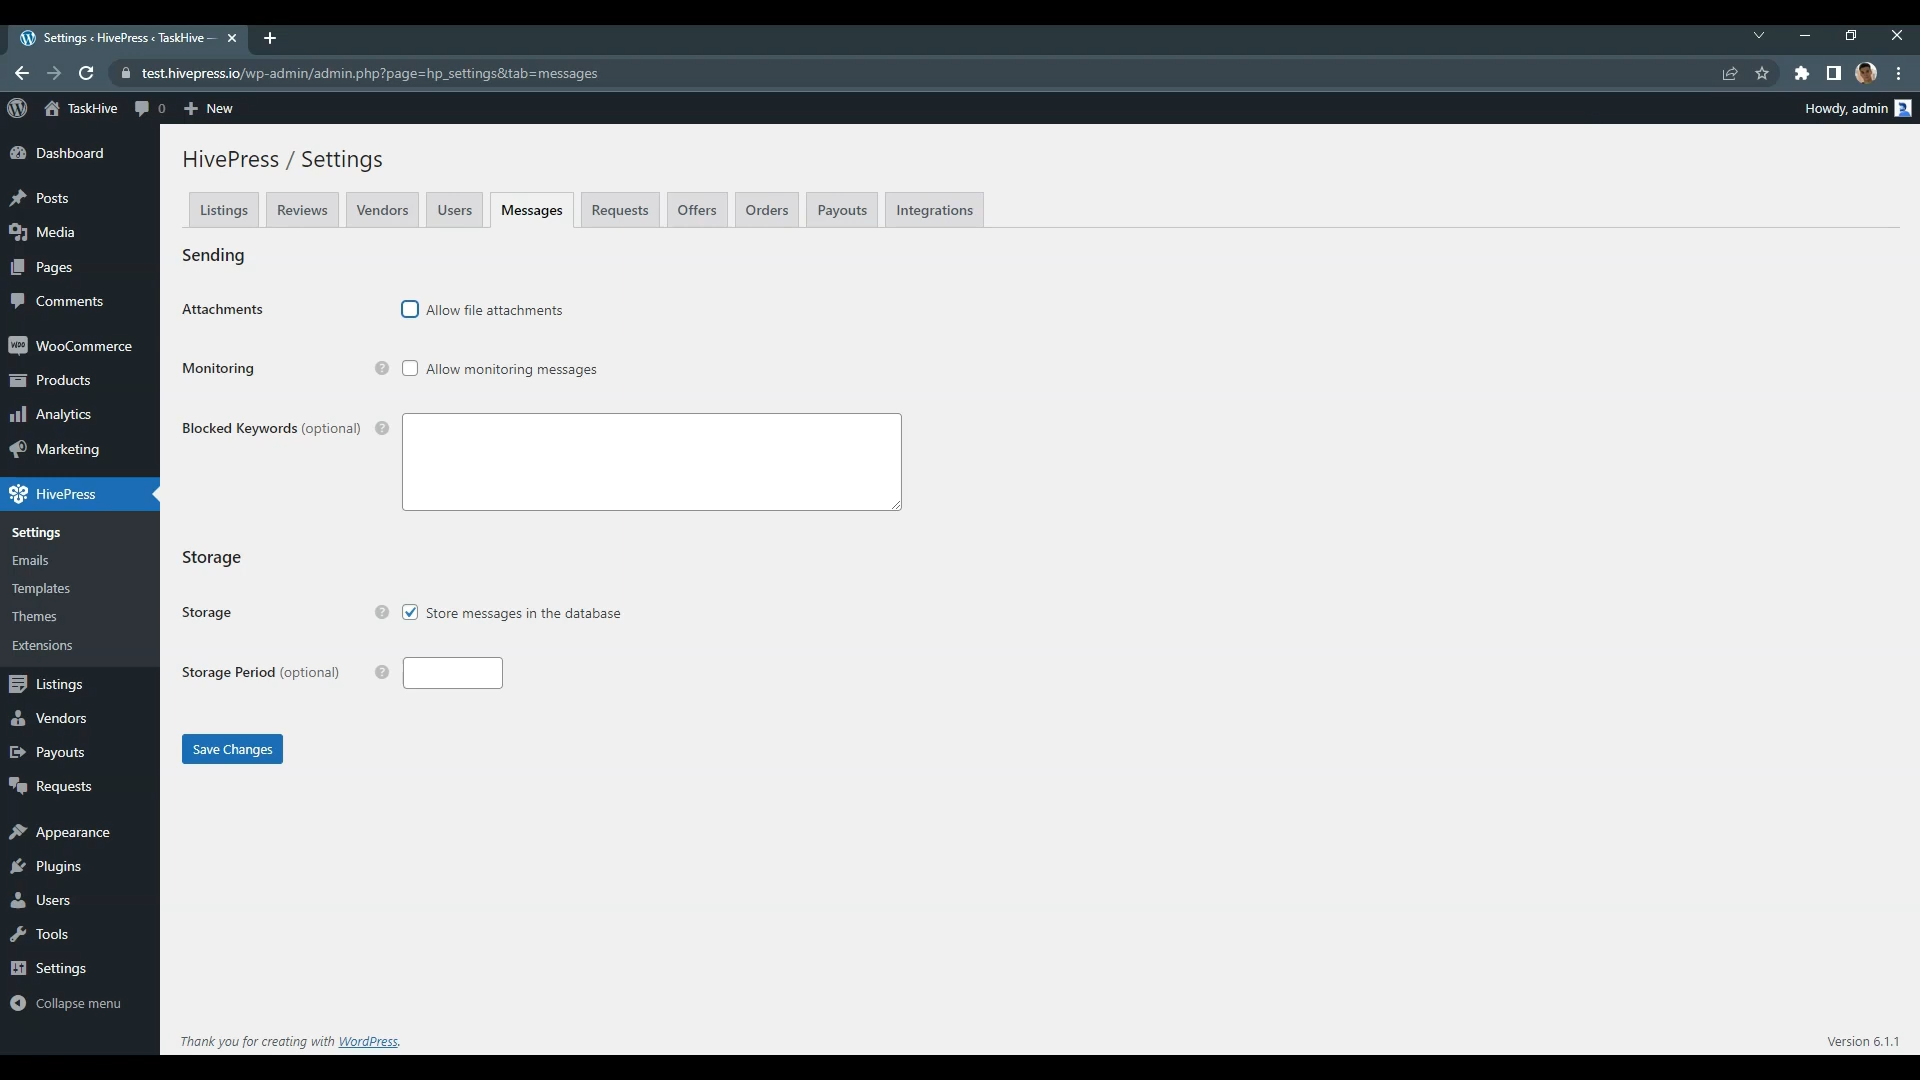 Settings ‹ HivePress ‹ TaskHive —
test.hivepress.io/wp-admin/admin.php?page=hp_settings&tab=messages
TaskHive 0 New Howdy, admin
Dashboard
Posts
Media
Pages
Comments
WooCommerce
Products
Analytics
Marketing
HivePress
Settings
Emails
Templates
Themes
Extensions
Listings
Vendors
Payouts
Requests
Appearance
Plugins
Users
Tools
Settings
Collapse menu
HivePress / Settings
Listings Reviews Vendors Users Messages Requests Offers Orders Payouts Integrations
Sending
Attachments Allow file attachments
Monitoring ? Allow monitoring messages
Blocked Keywords (optional) ?
Storage
Storage ? Store messages in the database
Storage Period (optional) ?
Save Changes
Thank you for creating with WordPress. Version 6.1.1